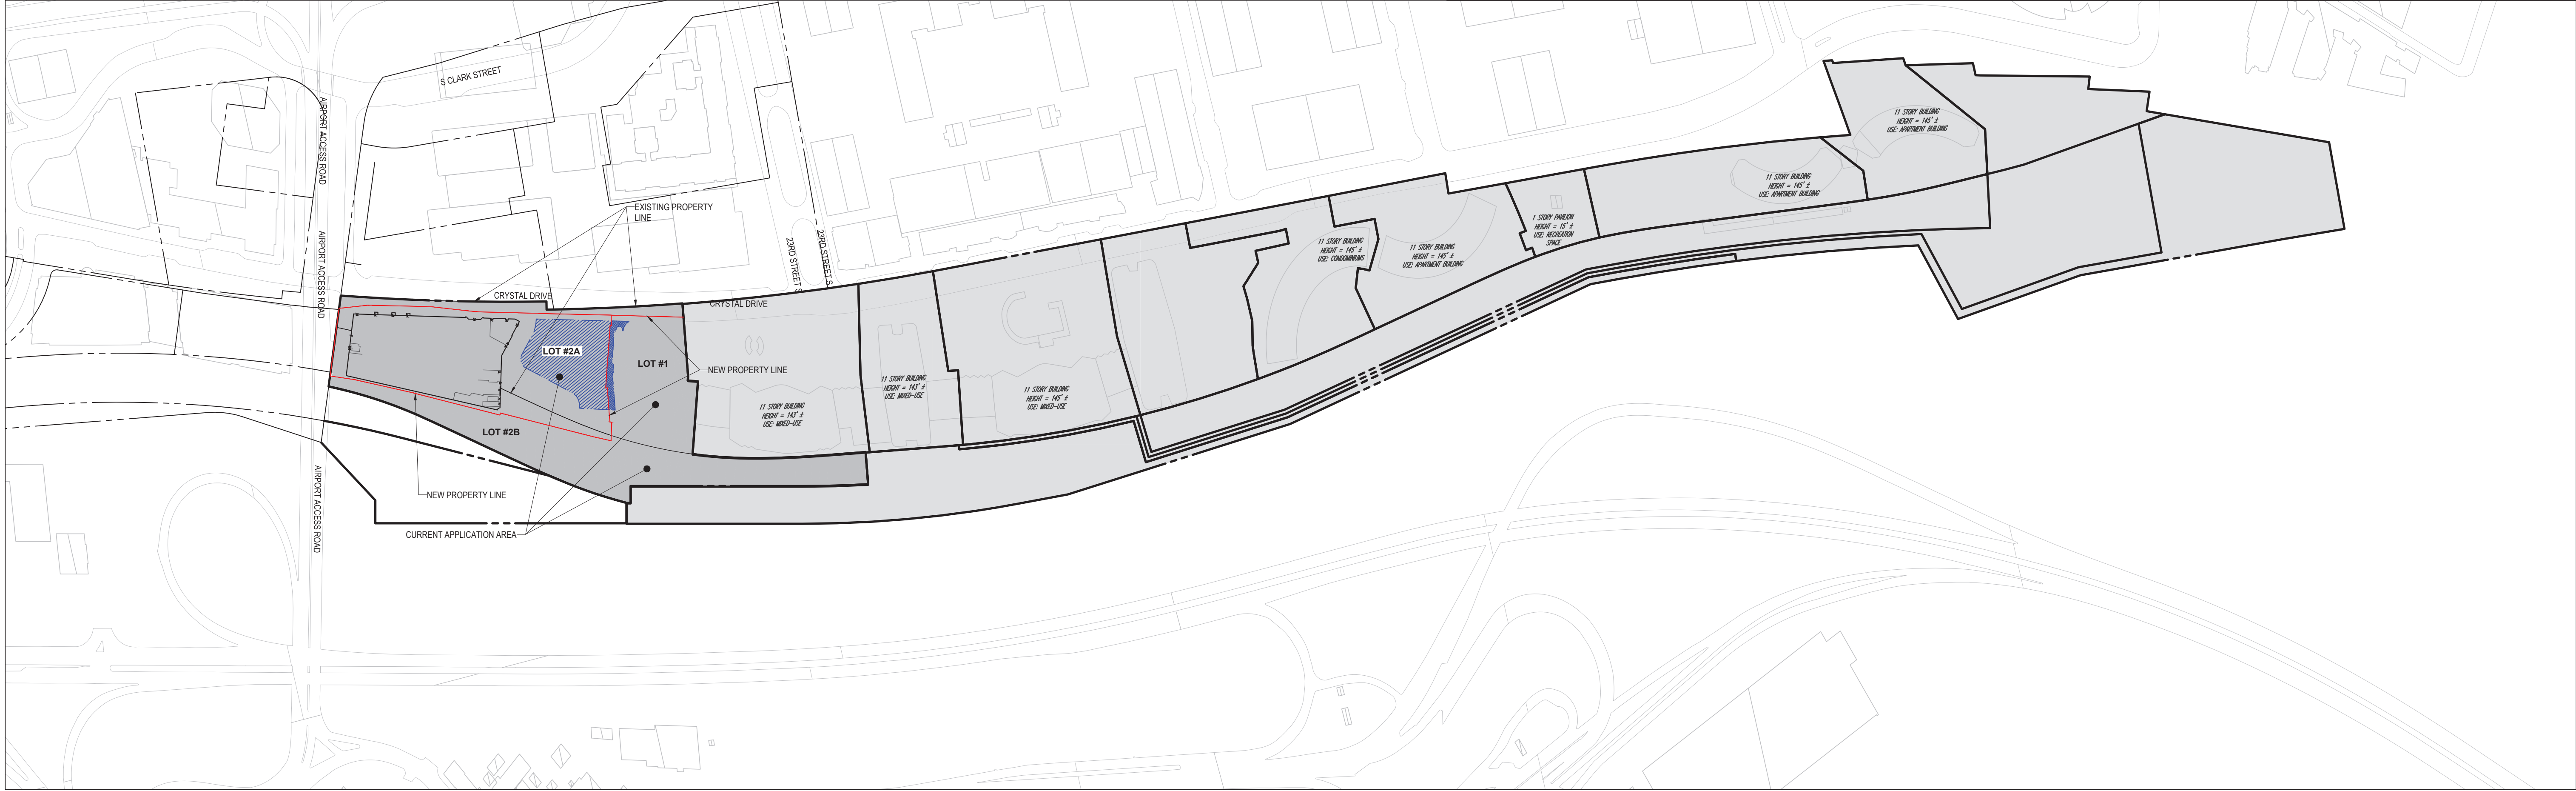 S CLARK STREET
AIRPORT ACCESS ROAD
AIRPORT ACCESS ROAD
AIRPORT ACCESS ROAD
EXISTING PROPERTY
LINE
23RD STREET S
23RD STREET S
CRYSTAL DRIVE
CRYSTAL DRIVE
LOT #2A
LOT #1
NEW PROPERTY LINE
LOT #2B
NEW PROPERTY LINE
CURRENT APPLICATION AREA
11 STORY BUILDING
HEIGHT = 143' ±
USE: MIXED-USE
11 STORY BUILDING
HEIGHT = 143' ±
USE: MIXED-USE
11 STORY BUILDING
HEIGHT = 145' ±
USE: MIXED-USE
11 STORY BUILDING
HEIGHT = 145' ±
USE: CONDOMINIUMS
11 STORY BUILDING
HEIGHT = 145' ±
USE: APARTMENT BUILDING
1 STORY PAVILION
HEIGHT = 15' ±
USE: RECREATION
SPACE
11 STORY BUILDING
HEIGHT = 145' ±
USE: APARTMENT BUILDING
11 STORY BUILDING
HEIGHT = 145' ±
USE: APARTMENT BUILDING